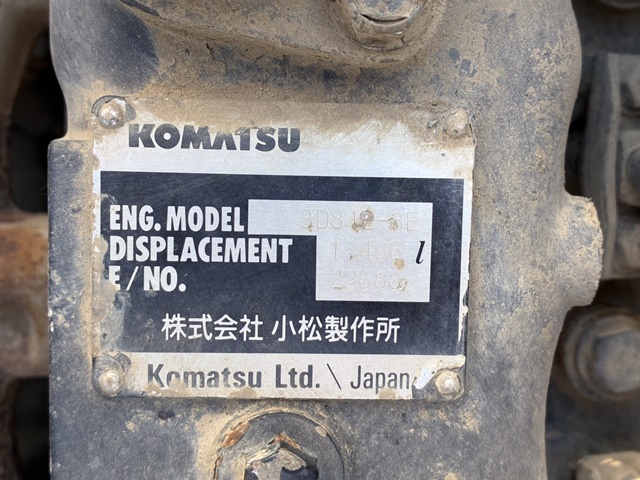 KOMATSU
ENG. MODEL
DISPLACEMENT l
E/NO.
株式会社 小松製作所
Komatsu Ltd. \ Japan